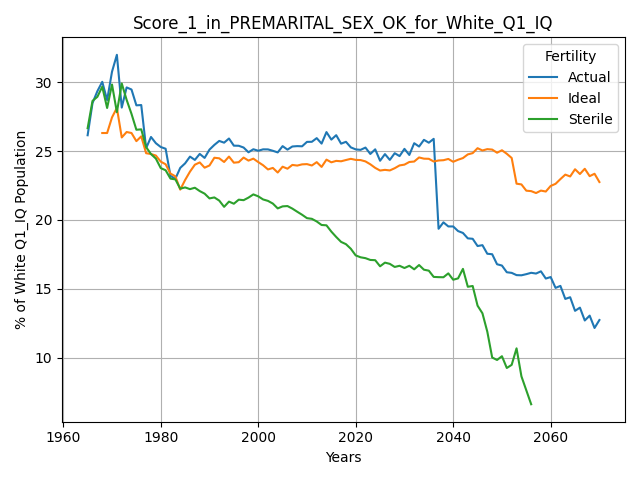 Score_1_in_PREMARITAL_SEX_OK_for_White_Q1_IQ
Fertility
Actual
Ideal
Sterile
% of White Q1_IQ Population
30
25
20
15
10
1960 1980 2000 2020 2040 2060
Years